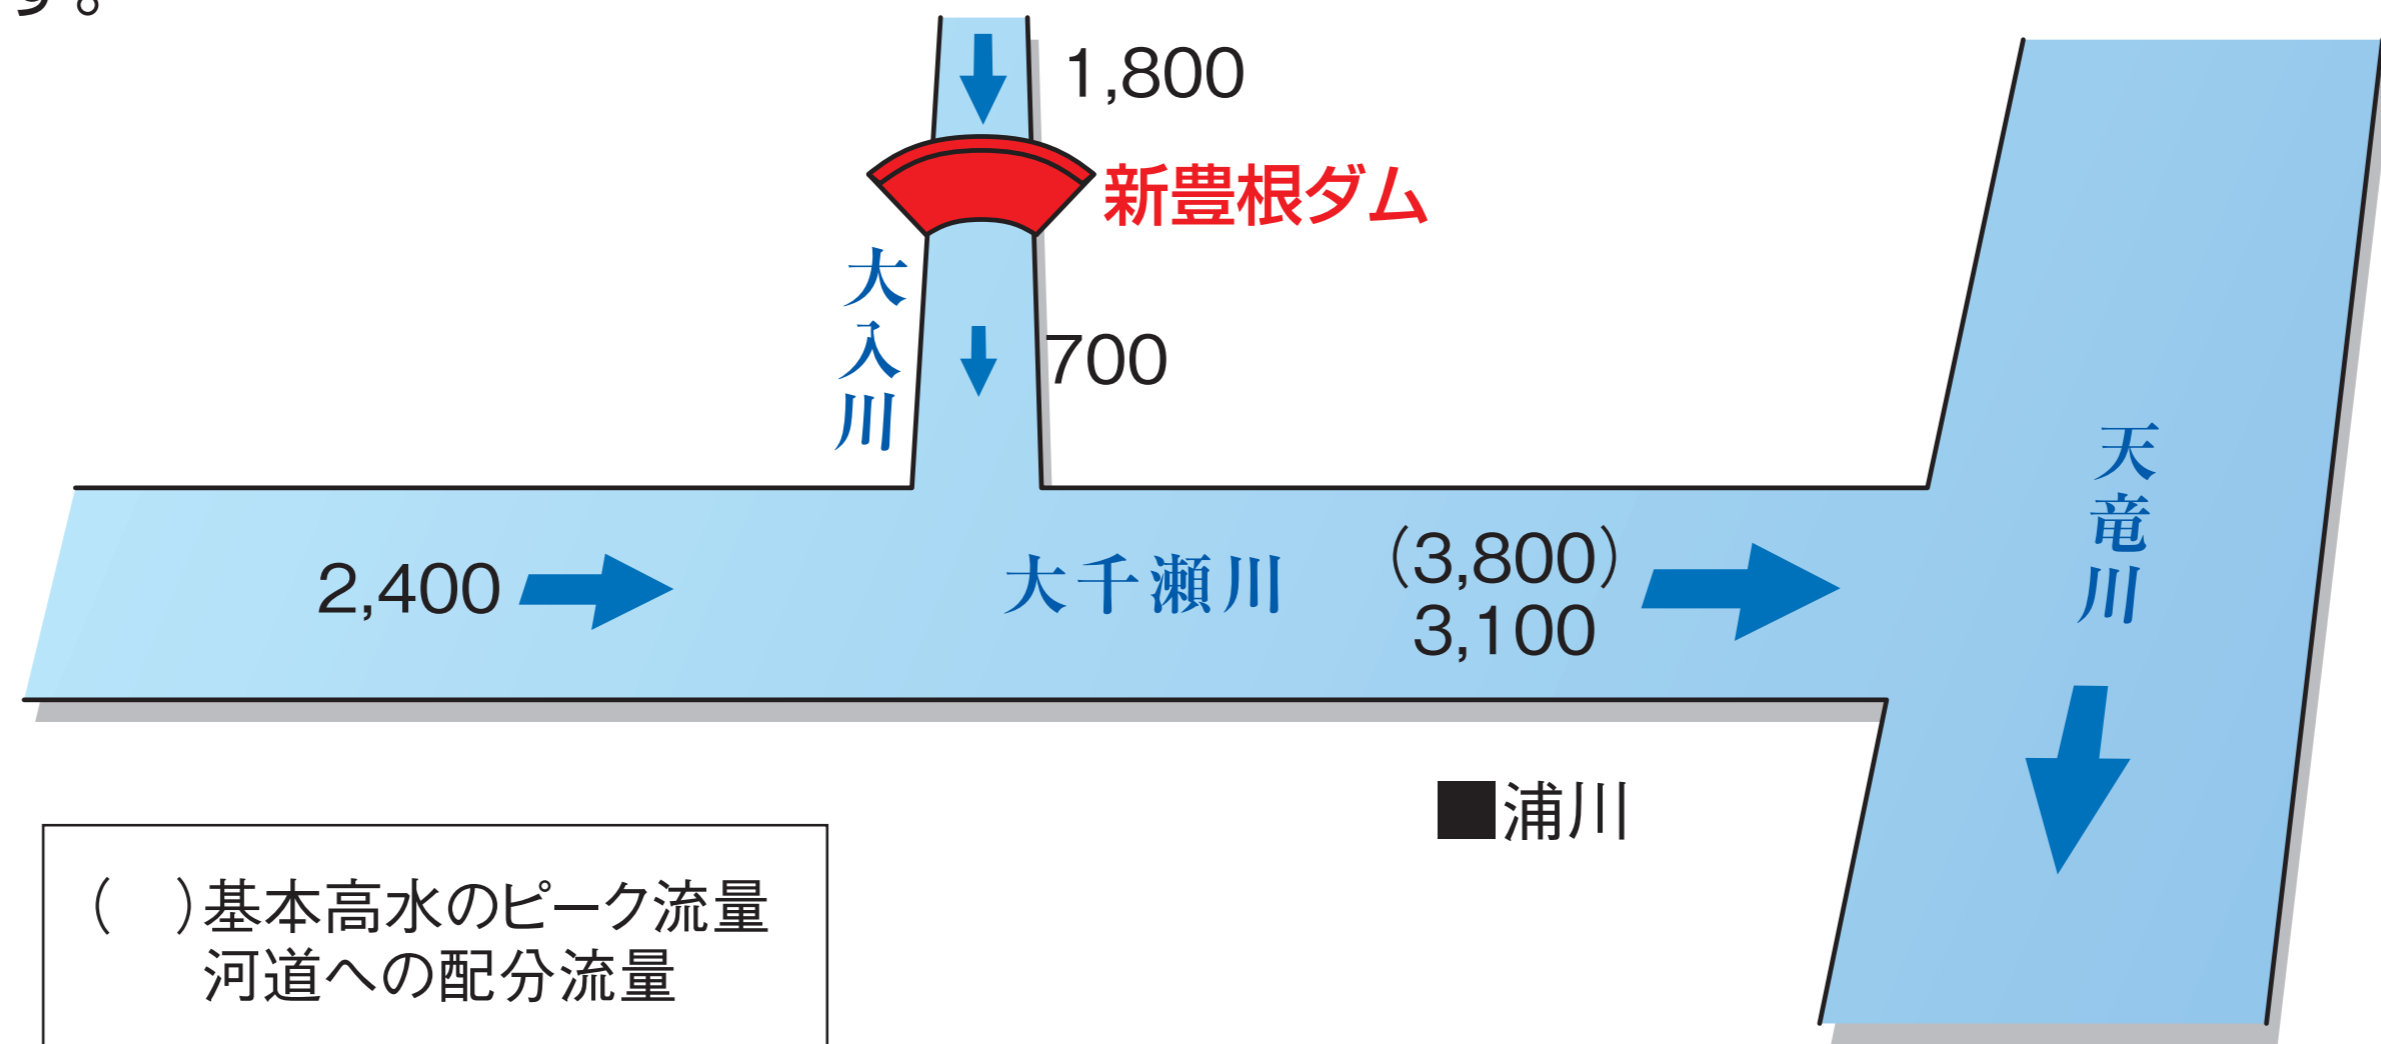 す。
1,800
新豊根ダム
大入川
700
天竜川
2,400
大千瀬川
(3,800)
3,100
■浦川
(　)基本高水のピーク流量
河道への配分流量